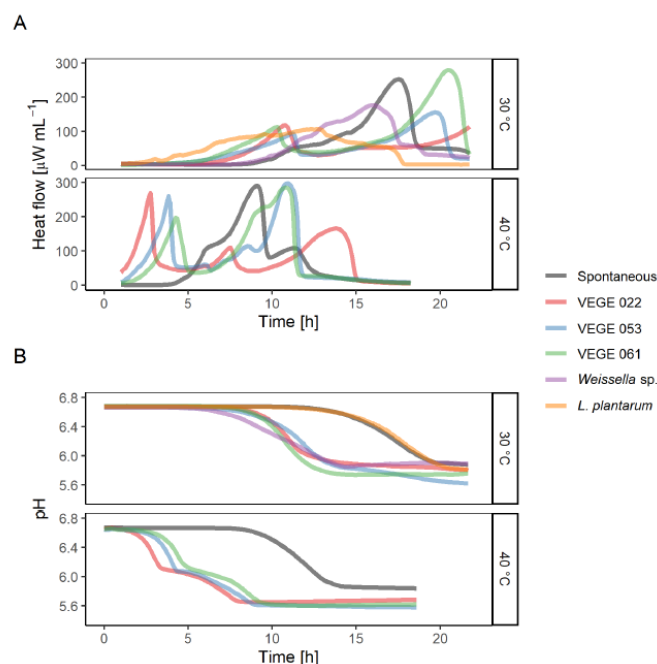 A
300
200
100
0
30 °C
300
200
100
0
40 °C
Heat flow [µW mL⁻¹]
0 5 10 15 20
Time [h]
Spontaneous
VEGE 022
VEGE 053
VEGE 061
Weissella sp.
L. plantarum
B
6.8
6.4
6.0
5.6
30 °C
6.8
6.4
6.0
5.6
40 °C
pH
0 5 10 15 20
Time [h]